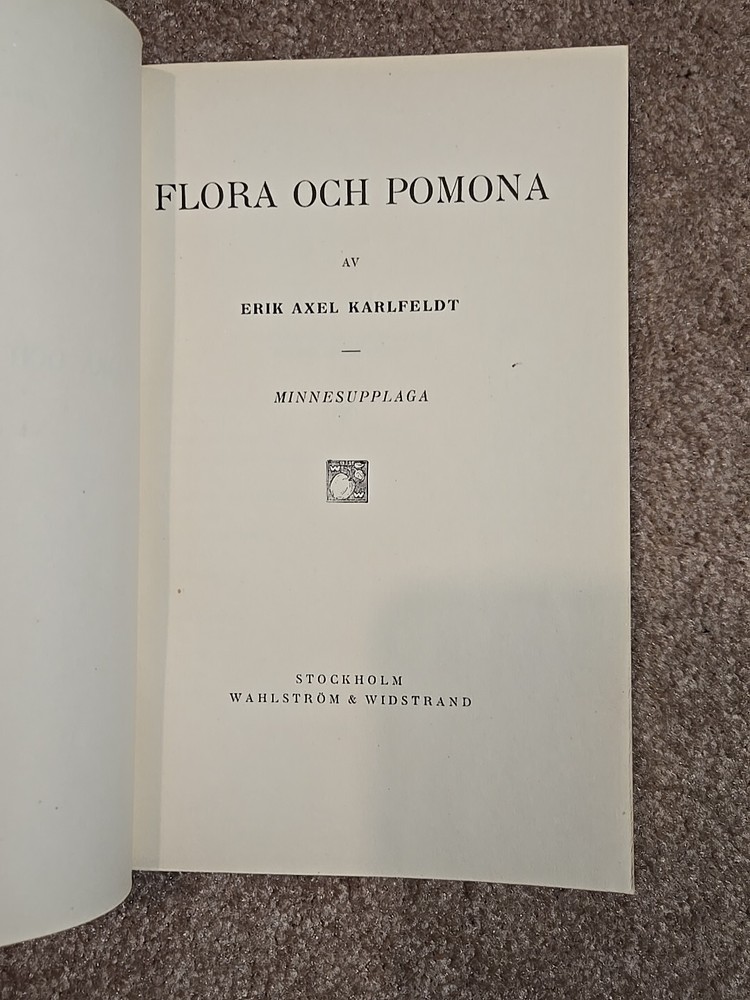 FLORA OCH POMONA
AV
ERIK AXEL KARLFELDT
MINNESUPPLAGA
STOCKHOLM
WAHLSTRÖM & WIDSTRAND